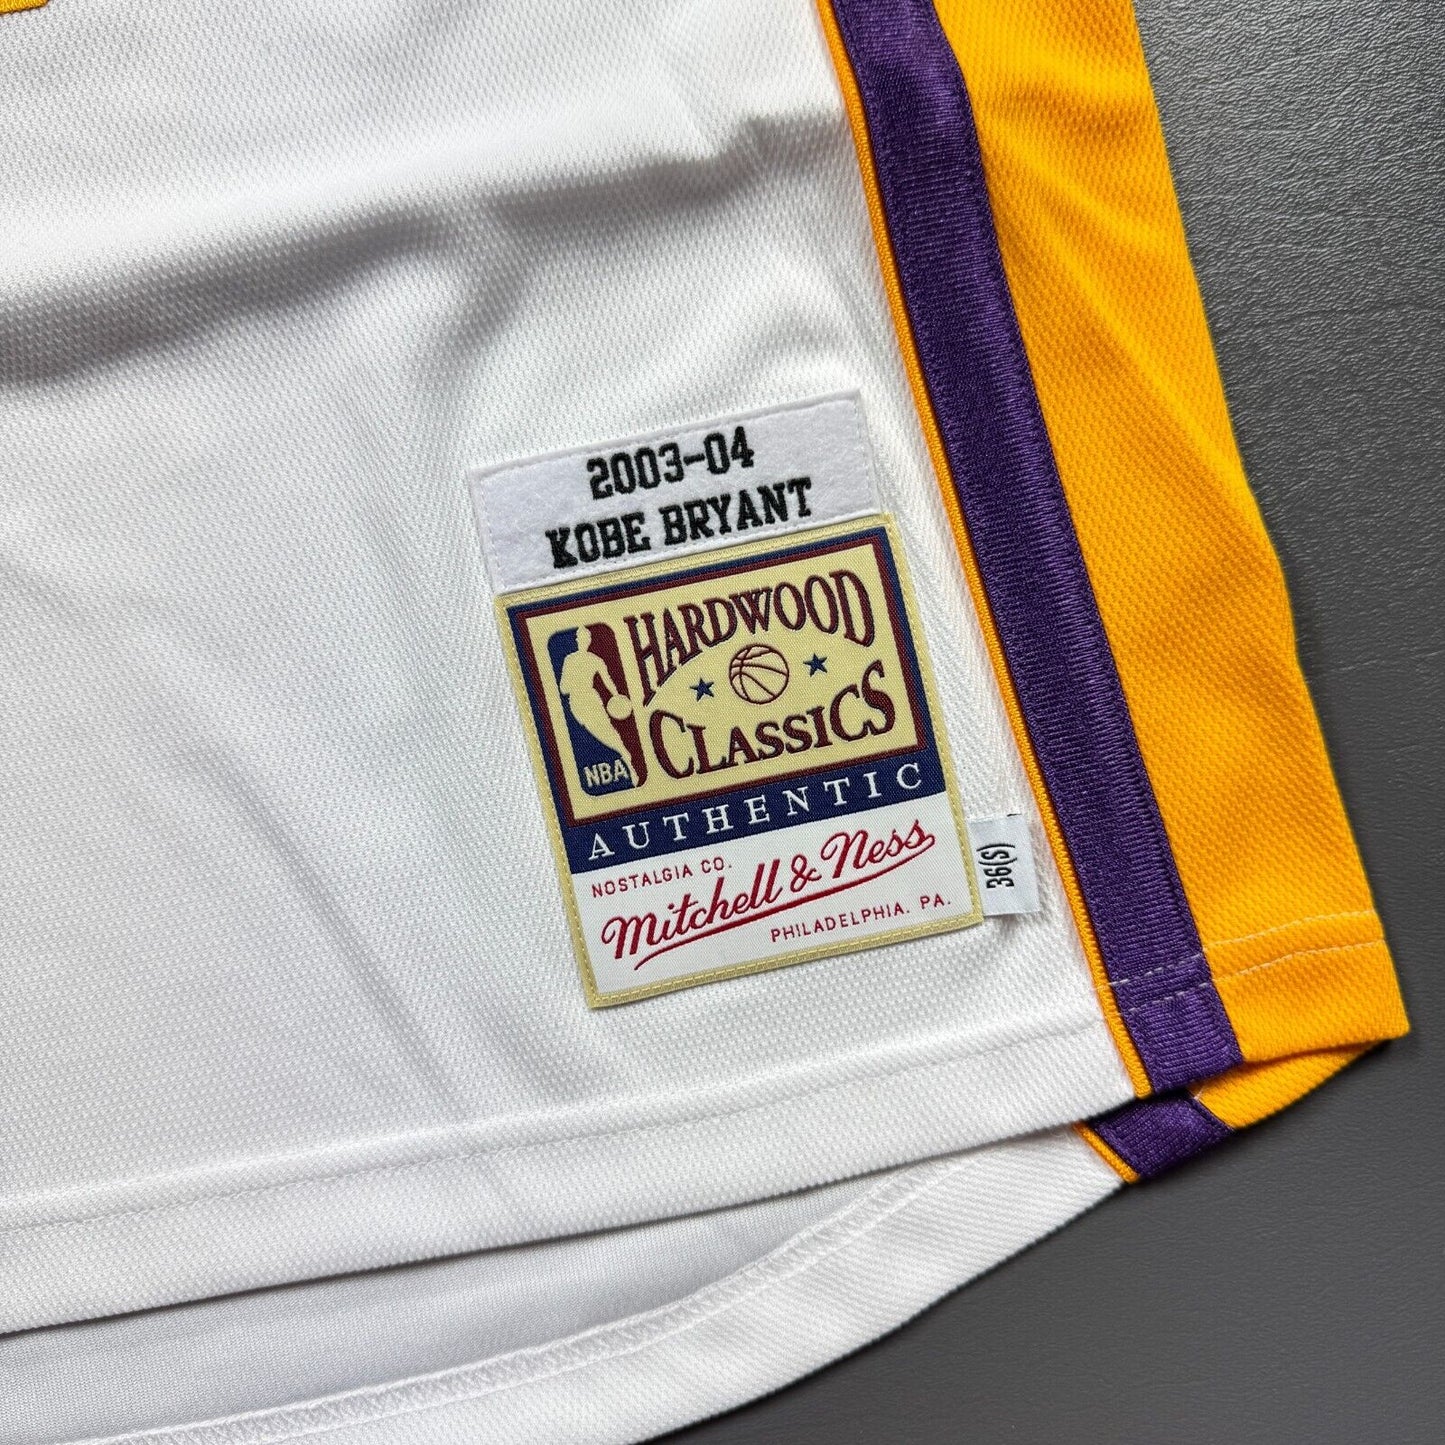 2003-04
KOBE BRYANT
HARDWOOD
CLASSICS
NBA
AUTHENTIC
NOSTALGIA CO.
Mitchell & Ness
PHILADELPHIA. PA.
36(S)